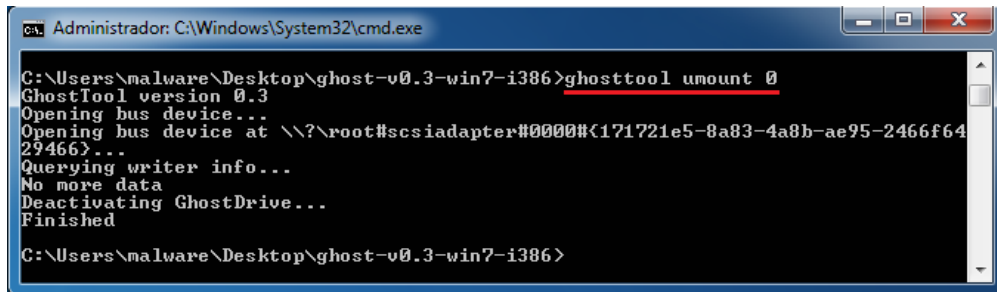 Administrador: C:\Windows\System32\cmd.exe
C:\Users\malware\Desktop\ghost-v0.3-win7-i386>ghosttool umount 0
GhostTool version 0.3
Opening bus device...
Opening bus device at \\?\root#scsiadapter#0000#{171721e5-8a83-4a8b-ae95-2466f64
29466}...
Querying writer info...
No more data
Deactivating GhostDrive...
Finished
C:\Users\malware\Desktop\ghost-v0.3-win7-i386>